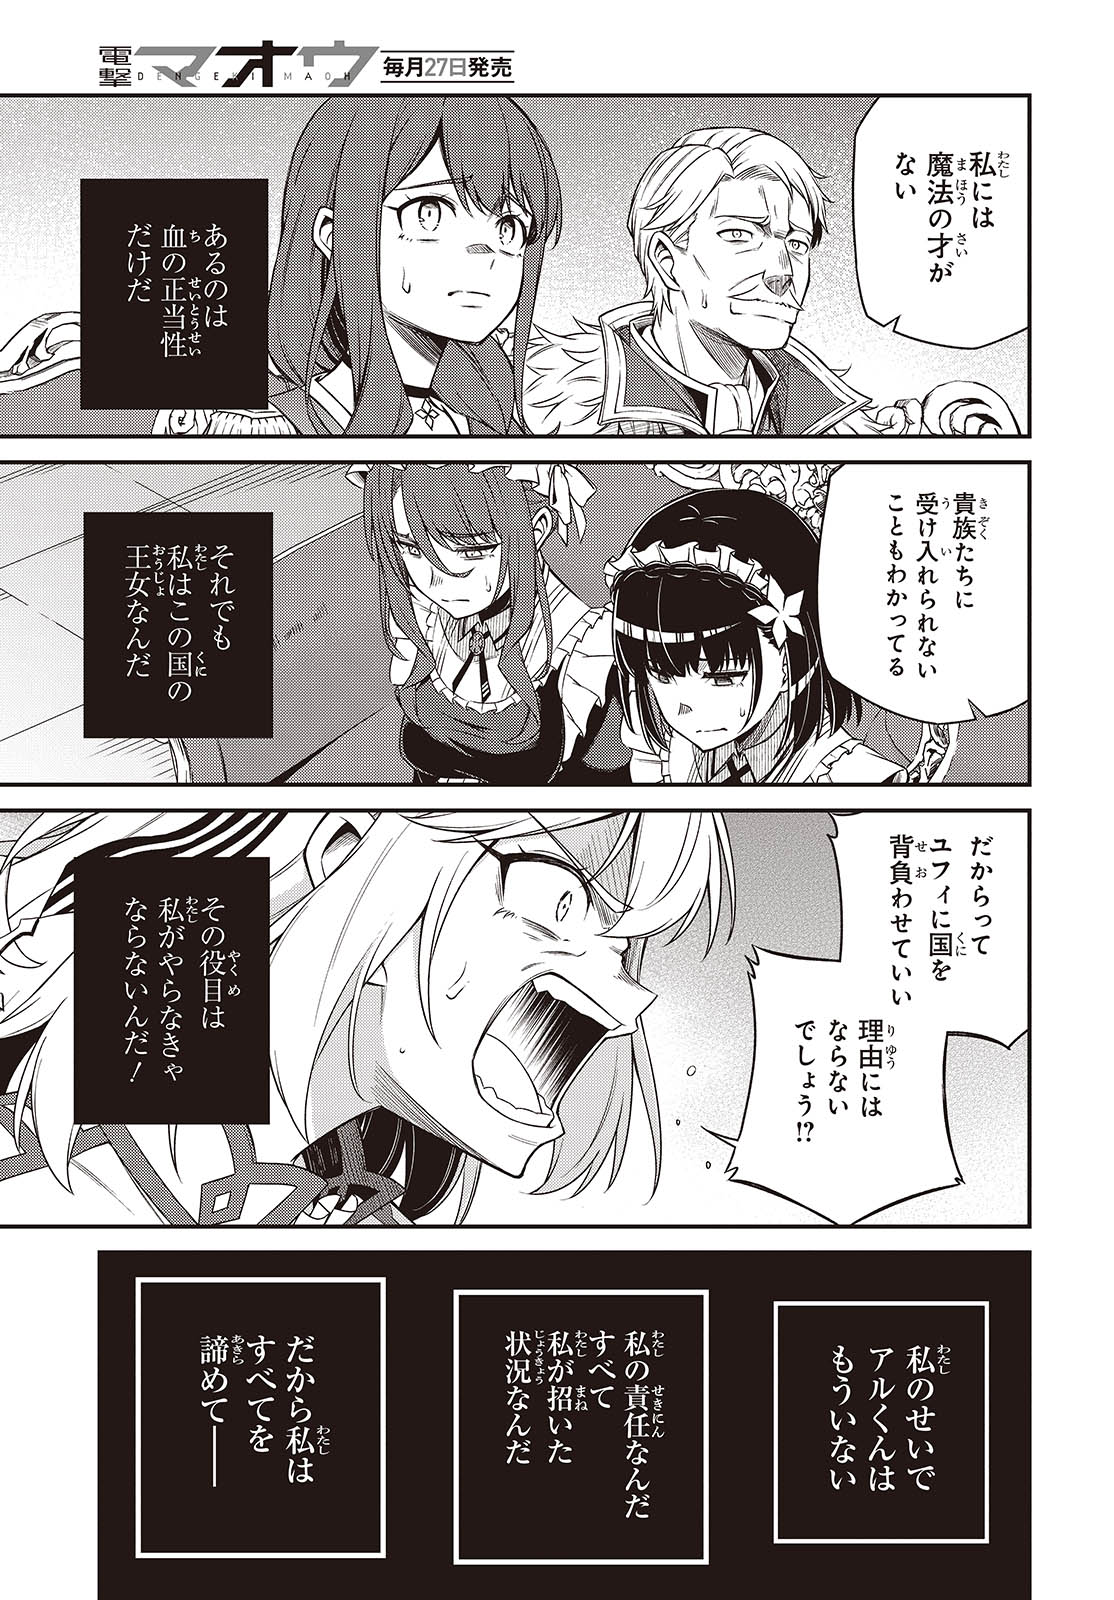 電撃マオウ
DENGEKI MAOH
毎月27日発売
私には
魔法の才が
ない
あるのは
血の正当性
だけだ
貴族たちに
受け入れられない
こともわかってる
それでも
私はこの国の
王女なんだ
だからって
ユフィに国を
背負わせていい
理由には
ならない
でしょう!?
その役目は
私がやらなきゃ
ならないんだ！
私のせいで
アルくんは
もういない
私の責任なんだ
すべて
私が招いた
状況なんだ
だから私は
すべてを
諦めて――